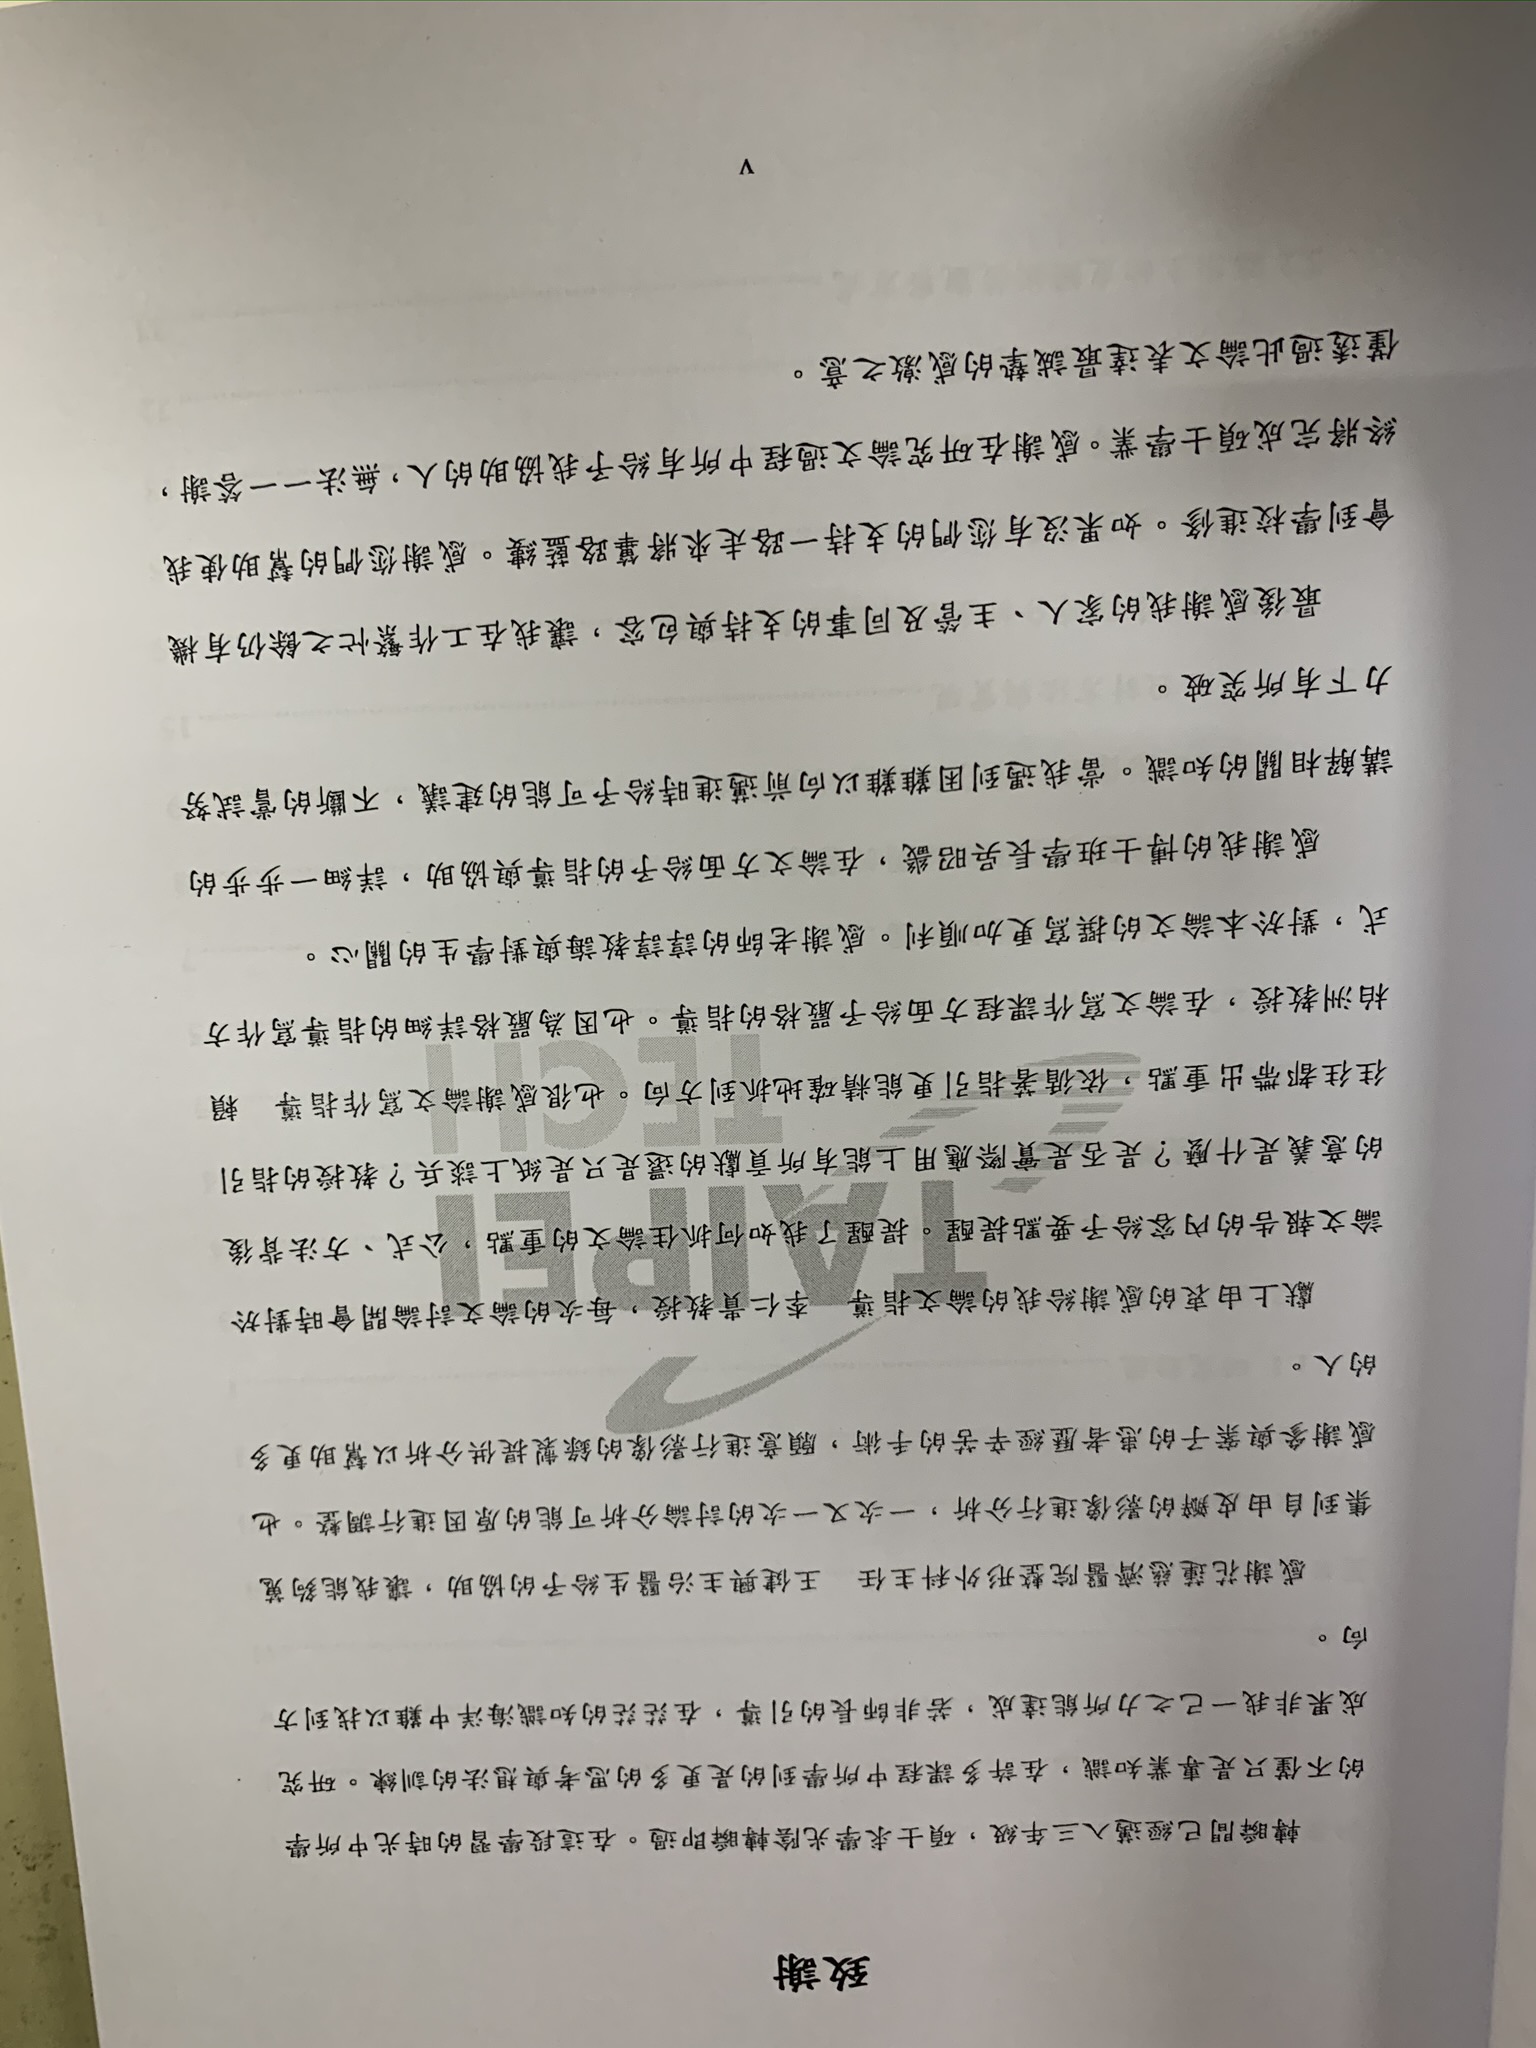 致謝
轉瞬間已經邁入三年級，碩士求學光陰轉瞬即過。在這段學習的時光中所學
的不僅只是專業知識，在許多課程中所學到的是更多的思考與想法的訓練。研究
成果非我一己之力所能達成，若非師長的引導，在茫茫的知識海洋中難以找到方
向。
感謝花蓮慈濟醫院整形外科主任 王健興主治醫生給予的協助，讓我能夠蒐
集到自由皮瓣的影像進行分析，一次又一次的討論分析可能的原因進行調整。也
感謝參與案子的患者歷經辛苦的手術，願意進行影像的錄製提供分析以幫助更多
的人。
獻上由衷的感謝給我的論文指導 李仁貴教授，每次的論文討論開會時對於
論文報告的內容給予要點提醒。提醒了我如何抓住論文的重點，公式、方法背後
的意義是什麼？是否是實際應用上能有所貢獻的還是只是紙上談兵？教授的指引
往往都帶出重點，依循著指引更能精確地抓到方向。也很感謝論文寫作指導 賴
柏洲教授，在論文寫作課程方面給予嚴格的指導。也因為嚴格詳細的指導寫作方
式，對於本論文的撰寫更加順利。感謝老師的諄諄教誨與對學生的關心。
感謝我的博士班學長吳昭畿，在論文方面給予的指導與協助，詳細一步步的
講解相關的知識。當我遇到困難難以向前邁進時給予可能的建議，不斷的嘗試努
力下有所突破。
最後感謝我的家人、主管及同事的支持與包容，讓我在工作繁忙之餘仍有機
會到學校進修。如果沒有您們的支持一路走來將篳路藍縷。感謝您們的幫助使我
終將完成碩士學業。感謝在研究論文過程中所有給予我協助的人，無法一一答謝，
僅透過此論文表達最誠摯的感激之意。
v
TAIPEI
TECH